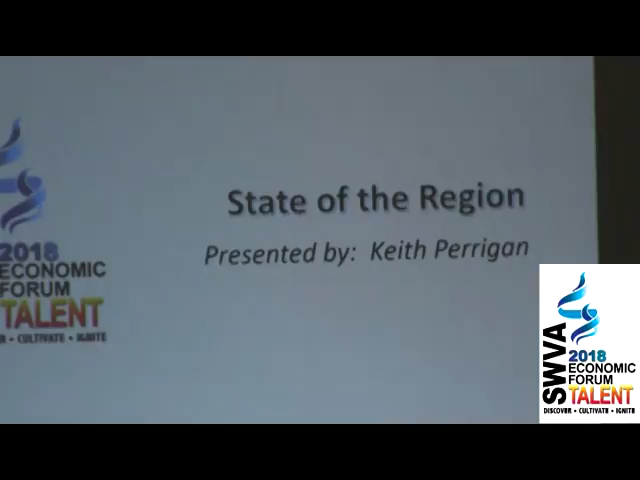 State of the Region
Presented by: Keith Perrigan
2018
ECONOMIC
FORUM
TALENT
R • CULTIVATE • IGNITE
SWVA
2018
ECONOMIC
FORUM
TALENT
DISCOVER • CULTIVATE • IGNITE